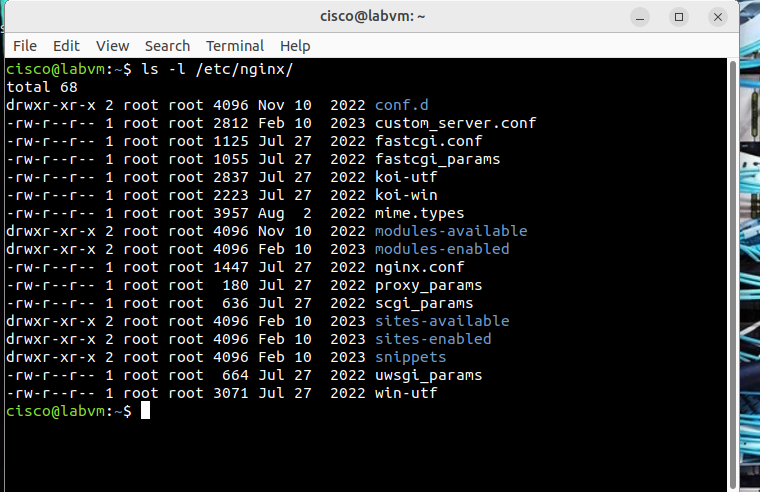 cisco@labvm: ~
File Edit View Search Terminal Help
cisco@labvm:~$ ls -l /etc/nginx/
total 68
drwxr-xr-x 2 root root 4096 Nov 10  2022 conf.d
-rw-r--r-- 1 root root 2812 Feb 10  2023 custom_server.conf
-rw-r--r-- 1 root root 1125 Jul 27  2022 fastcgi.conf
-rw-r--r-- 1 root root 1055 Jul 27  2022 fastcgi_params
-rw-r--r-- 1 root root 2837 Jul 27  2022 koi-utf
-rw-r--r-- 1 root root 2223 Jul 27  2022 koi-win
-rw-r--r-- 1 root root 3957 Aug  2  2022 mime.types
drwxr-xr-x 2 root root 4096 Nov 10  2022 modules-available
drwxr-xr-x 2 root root 4096 Feb 10  2023 modules-enabled
-rw-r--r-- 1 root root 1447 Jul 27  2022 nginx.conf
-rw-r--r-- 1 root root  180 Jul 27  2022 proxy_params
-rw-r--r-- 1 root root  636 Jul 27  2022 scgi_params
drwxr-xr-x 2 root root 4096 Feb 10  2023 sites-available
drwxr-xr-x 2 root root 4096 Feb 10  2023 sites-enabled
drwxr-xr-x 2 root root 4096 Feb 10  2023 snippets
-rw-r--r-- 1 root root  664 Jul 27  2022 uwsgi_params
-rw-r--r-- 1 root root 3071 Jul 27  2022 win-utf
cisco@labvm:~$